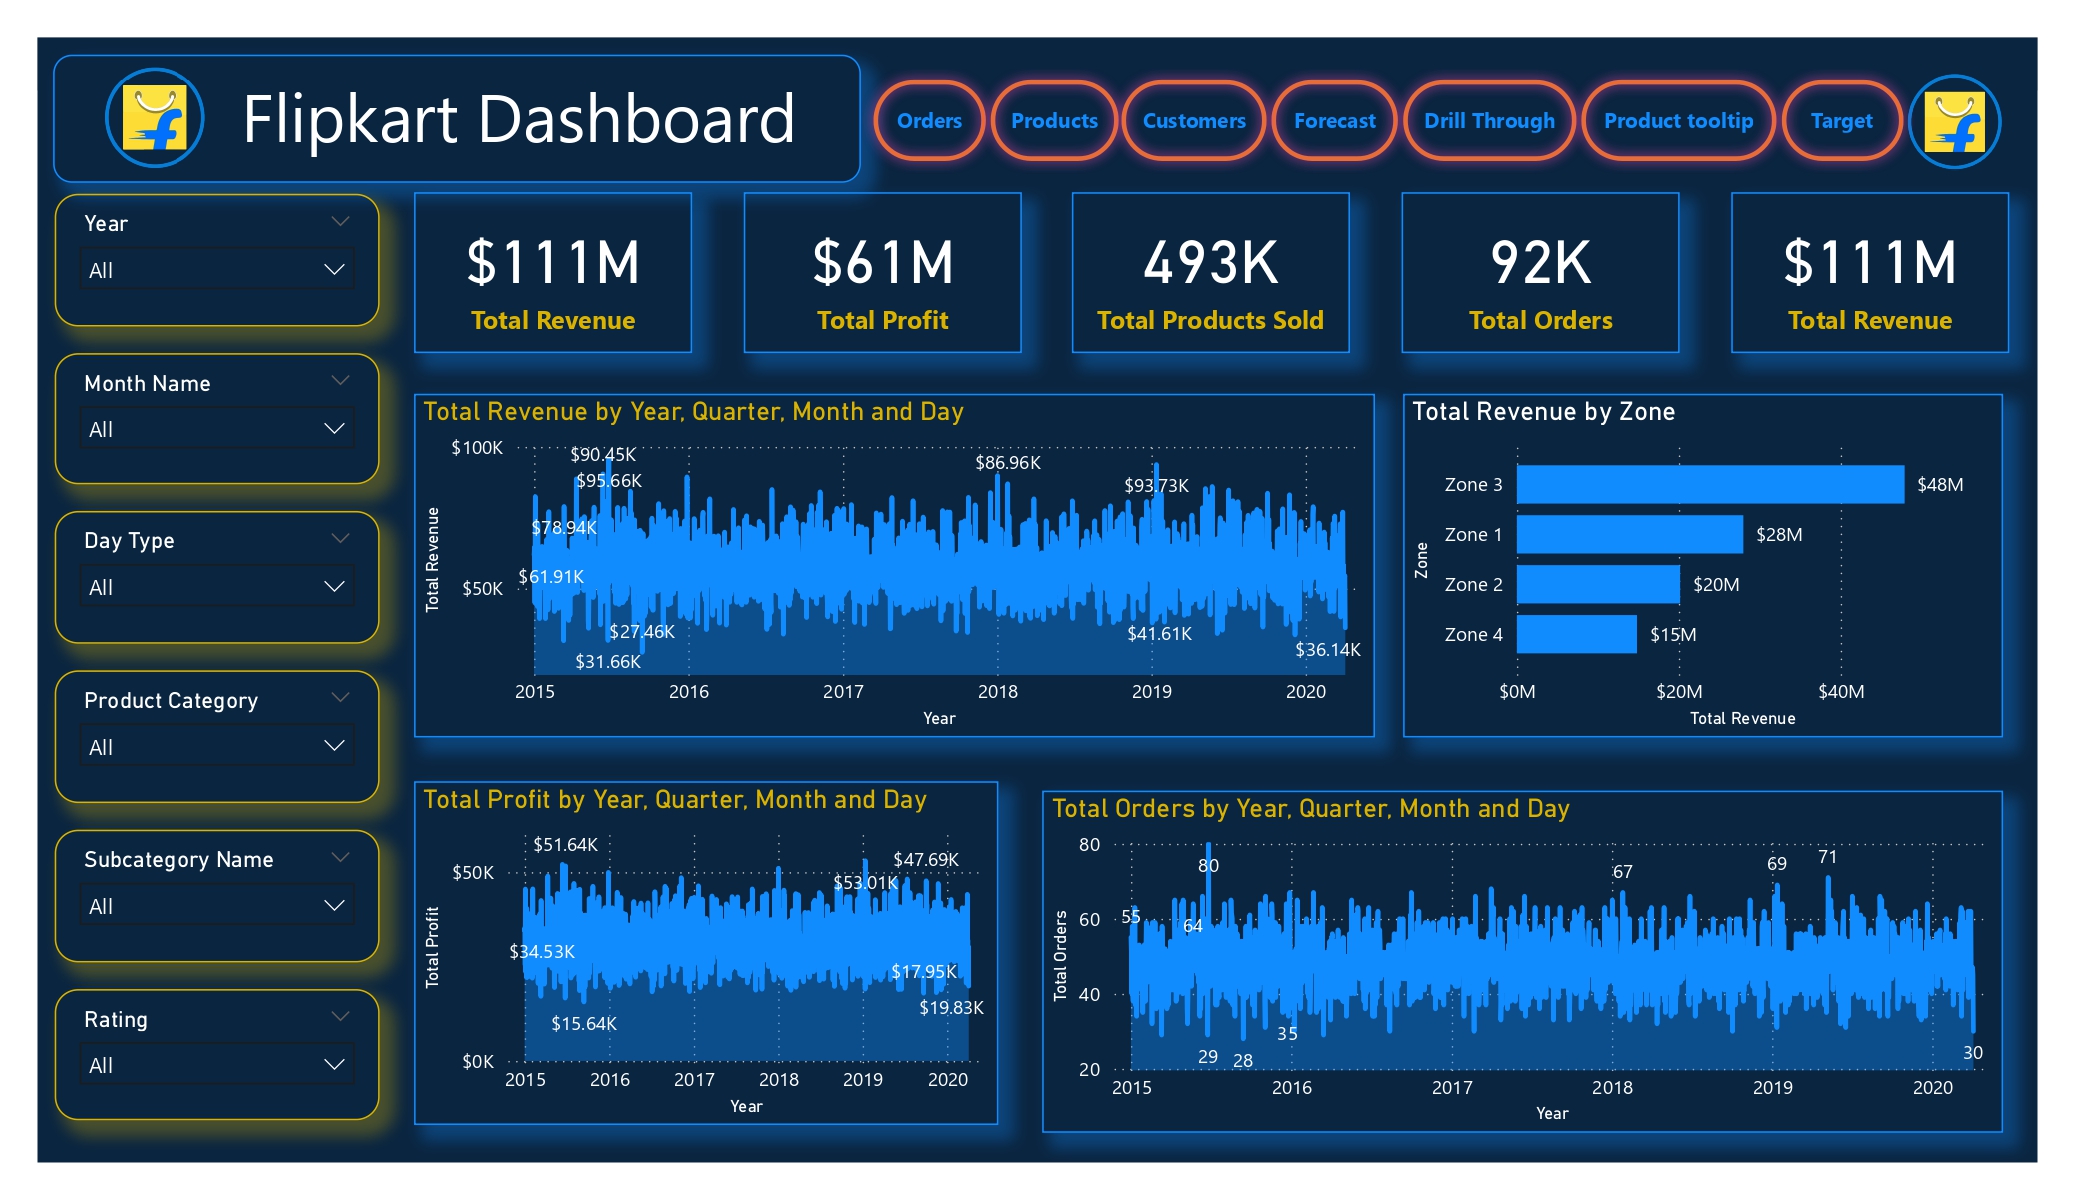 Flipkart Dashboard
Orders
Products
Customers
Forecast
Drill Through
Product tooltip
Target
Year
All
Month Name
All
Day Type
All
Product Category
All
Subcategory Name
All
Rating
All
$111M
Total Revenue
$61M
Total Profit
493K
Total Products Sold
92K
Total Orders
$111M
Total Revenue
Total Revenue by Year, Quarter, Month and Day
Total Revenue
$100K
$50K
$90.45K
$95.66K
$78.94K
$61.91K
$27.46K
$31.66K
$86.96K
$93.73K
$41.61K
$36.14K
2015 2016 2017 2018 2019 2020
Year
Total Revenue by Zone
Zone
Zone 3 $48M
Zone 1 $28M
Zone 2 $20M
Zone 4 $15M
$0M $20M $40M
Total Revenue
Total Profit by Year, Quarter, Month and Day
Total Profit
$50K
$0K
$51.64K
$47.69K
$53.01K
$34.53K
$17.95K
$19.83K
$15.64K
2015 2016 2017 2018 2019 2020
Year
Total Orders by Year, Quarter, Month and Day
Total Orders
80
60
40
20
80
55
64
67
69
71
35
29
28
30
2015 2016 2017 2018 2019 2020
Year